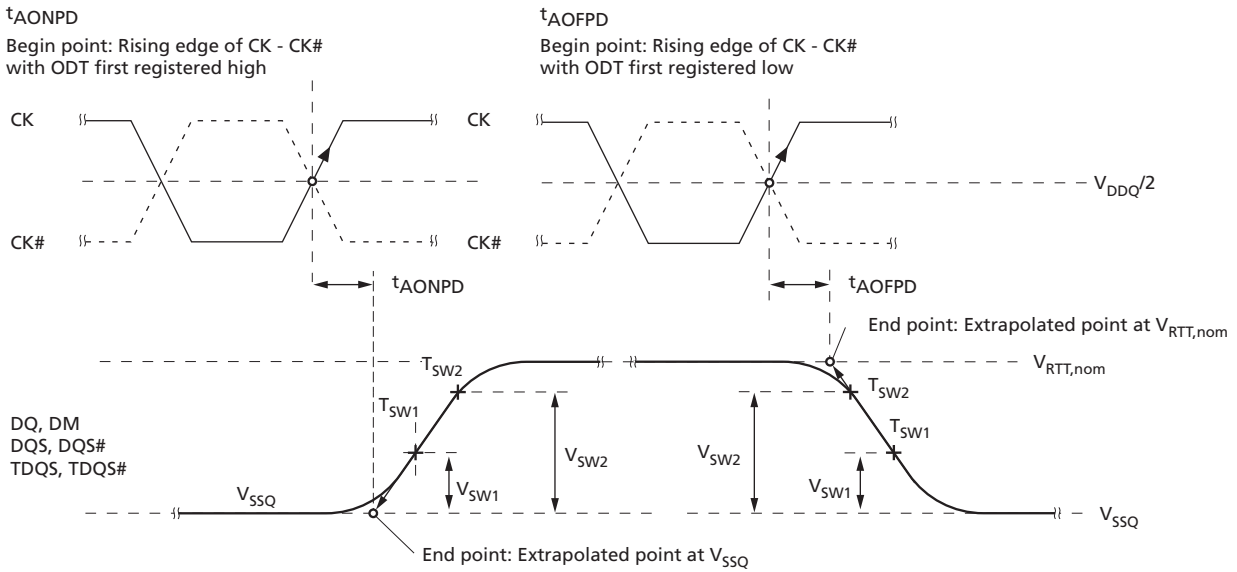 tAONPD
Begin point: Rising edge of CK - CK#
with ODT first registered high
tAOFPD
Begin point: Rising edge of CK - CK#
with ODT first registered low
CK
CK
VDDQ/2
CK#
CK#
tAONPD
tAOFPD
End point: Extrapolated point at VRTT,nom
VRTT,nom
TSW2
TSW2
TSW1
TSW1
DQ, DM
DQS, DQS#
TDQS, TDQS#
VSW2
VSW2
VSW1
VSW1
VSSQ
VSSQ
End point: Extrapolated point at VSSQ